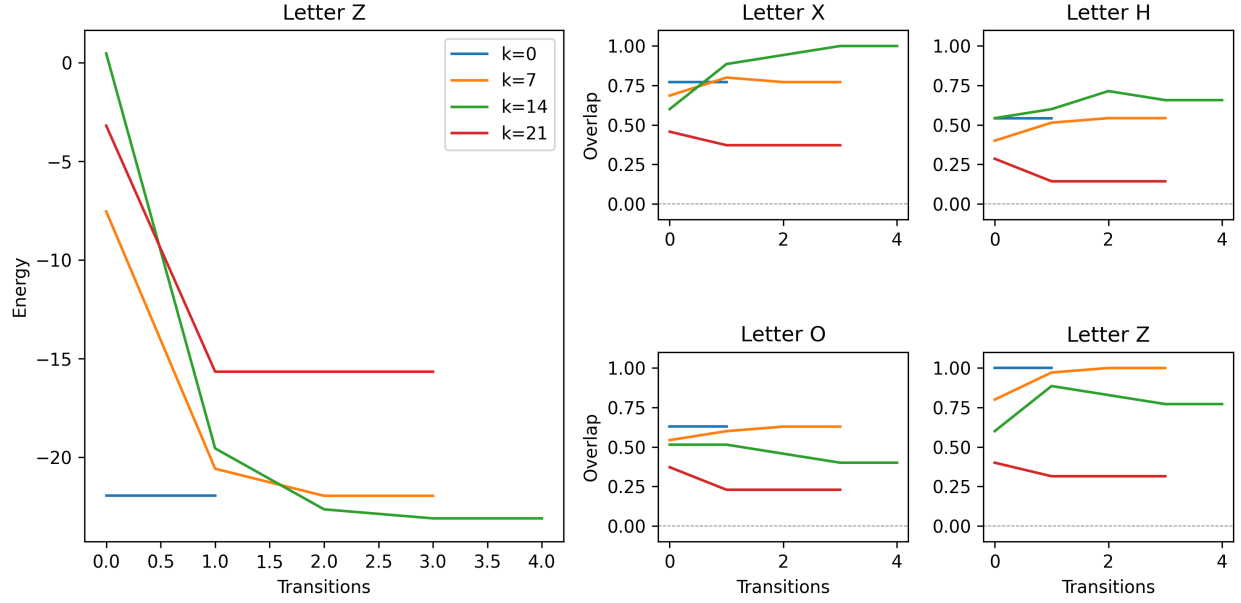 Letter Z
Energy
0
−5
−10
−15
−20
k=0
k=7
k=14
k=21
0.0 0.5 1.0 1.5 2.0 2.5 3.0 3.5 4.0
Transitions
Letter X
Overlap
1.00
0.75
0.50
0.25
0.00
0 2 4
Letter H
1.00
0.75
0.50
0.25
0.00
0 2 4
Letter O
Overlap
1.00
0.75
0.50
0.25
0.00
0 2 4
Transitions
Letter Z
1.00
0.75
0.50
0.25
0.00
0 2 4
Transitions